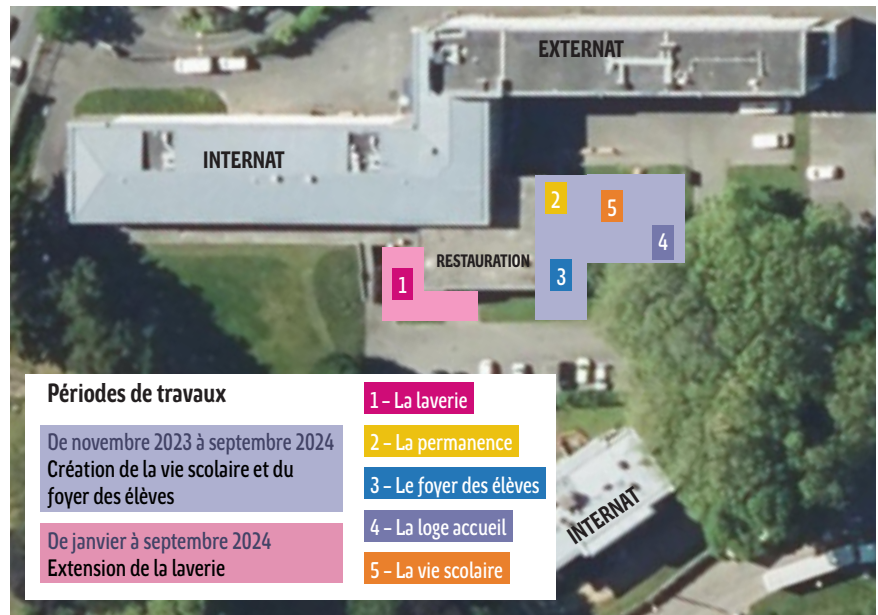 EXTERNAT
INTERNAT
2
5
4
RESTAURATION
3
1
Périodes de travaux
De novembre 2023 à septembre 2024
Création de la vie scolaire et du
foyer des élèves
De janvier à septembre 2024
Extension de la laverie
1 – La laverie
2 – La permanence
3 – Le foyer des élèves
4 – La loge accueil
5 – La vie scolaire
INTERNAT